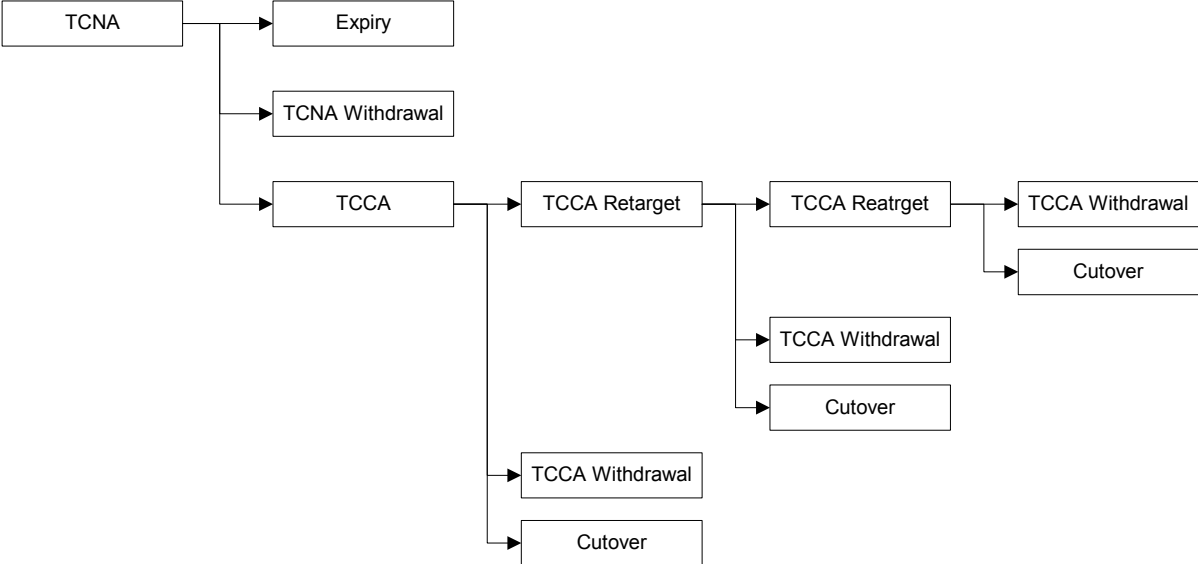 TCNA
Expiry
TCNA Withdrawal
TCCA
TCCA Retarget
TCCA Reatrget
TCCA Withdrawal
Cutover
TCCA Withdrawal
Cutover
TCCA Withdrawal
Cutover